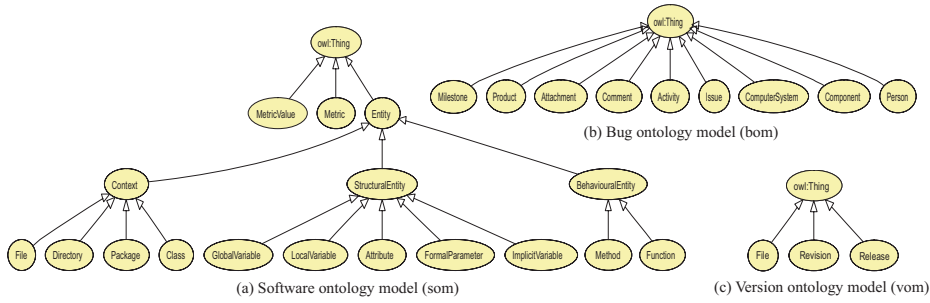 owl:Thing
MetricValue
Metric
Entity
Context
StructuralEntity
BehaviouralEntity
File
Directory
Package
Class
GlobalVariable
LocalVariable
Attribute
FormalParameter
ImplicitVariable
Method
Function
(a) Software ontology model (som)
owl:Thing
Milestone
Product
Attachment
Comment
Activity
Issue
ComputerSystem
Component
Person
(b) Bug ontology model (bom)
owl:Thing
File
Revision
Release
(c) Version ontology model (vom)